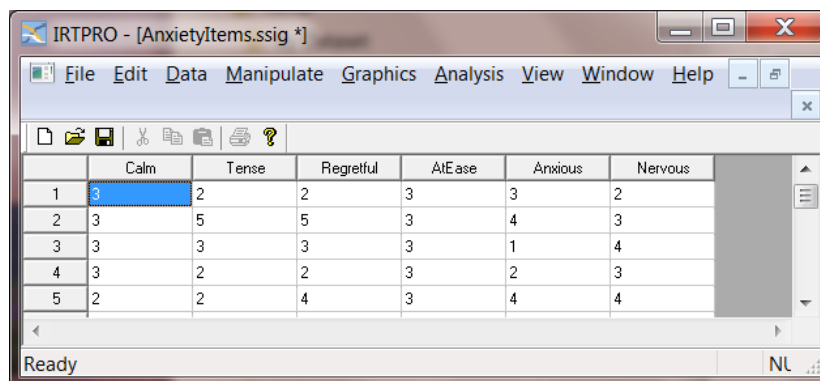 IRTPRO - [AnxietyItems.ssig *]
File Edit Data Manipulate Graphics Analysis View Window Help
Calm Tense Regretful AtEase Anxious Nervous
1 3 2 2 3 3 2
2 3 5 5 3 4 3
3 3 3 3 3 1 4
4 3 2 2 3 2 3
5 2 2 4 3 4 4
Ready NU